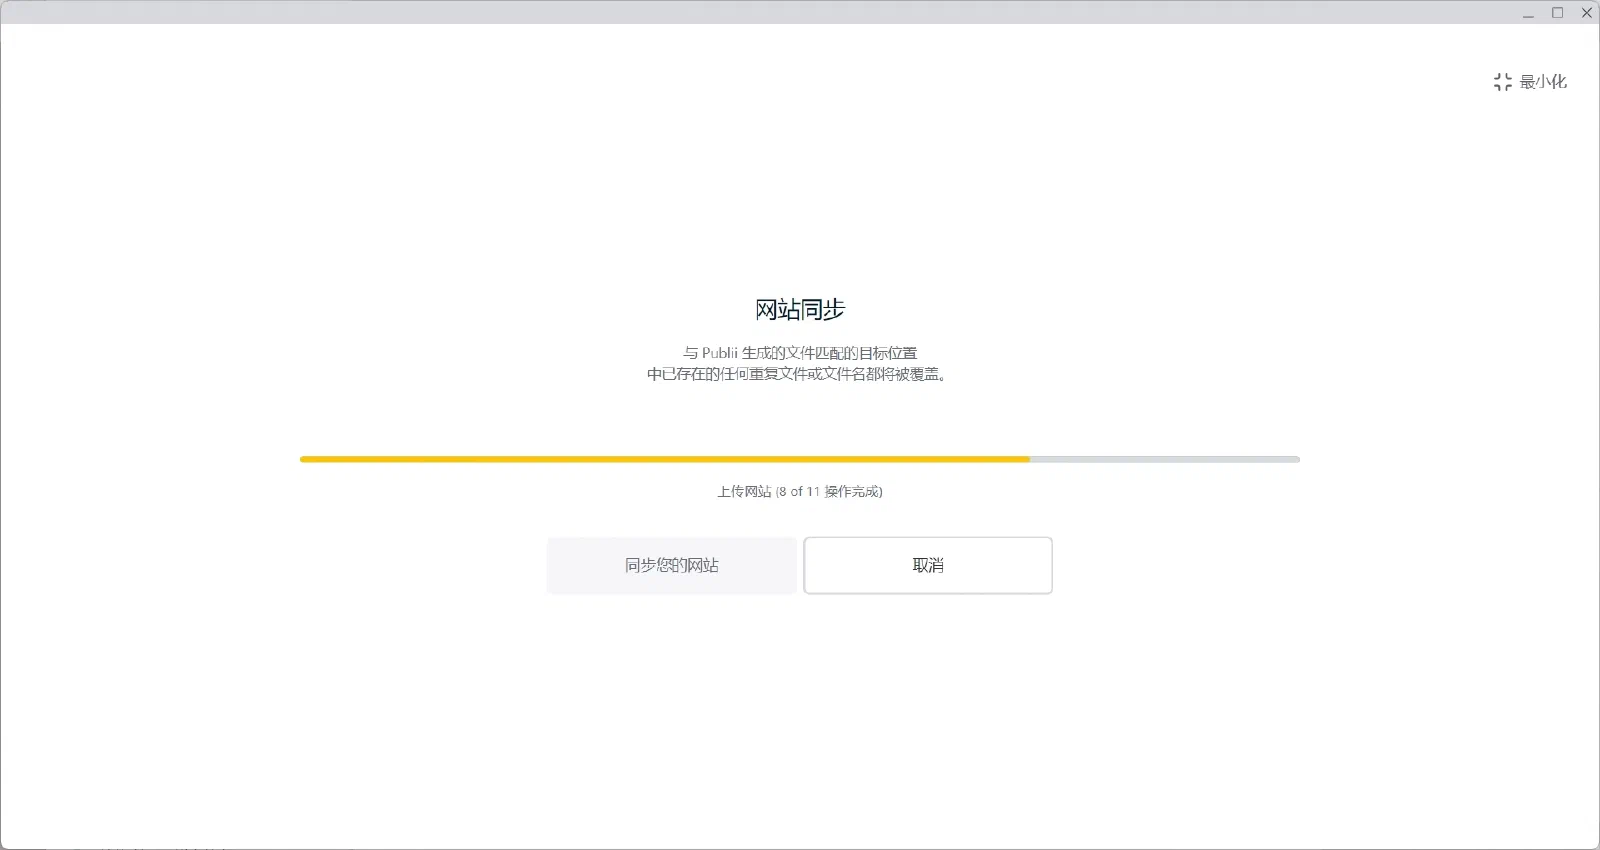 最小化
网站同步
与 Publii 生成的文件匹配的目标位置
中已存在的任何重复文件或文件名都将被覆盖。
上传网站 (8 of 11 操作完成)
同步您的网站
取消